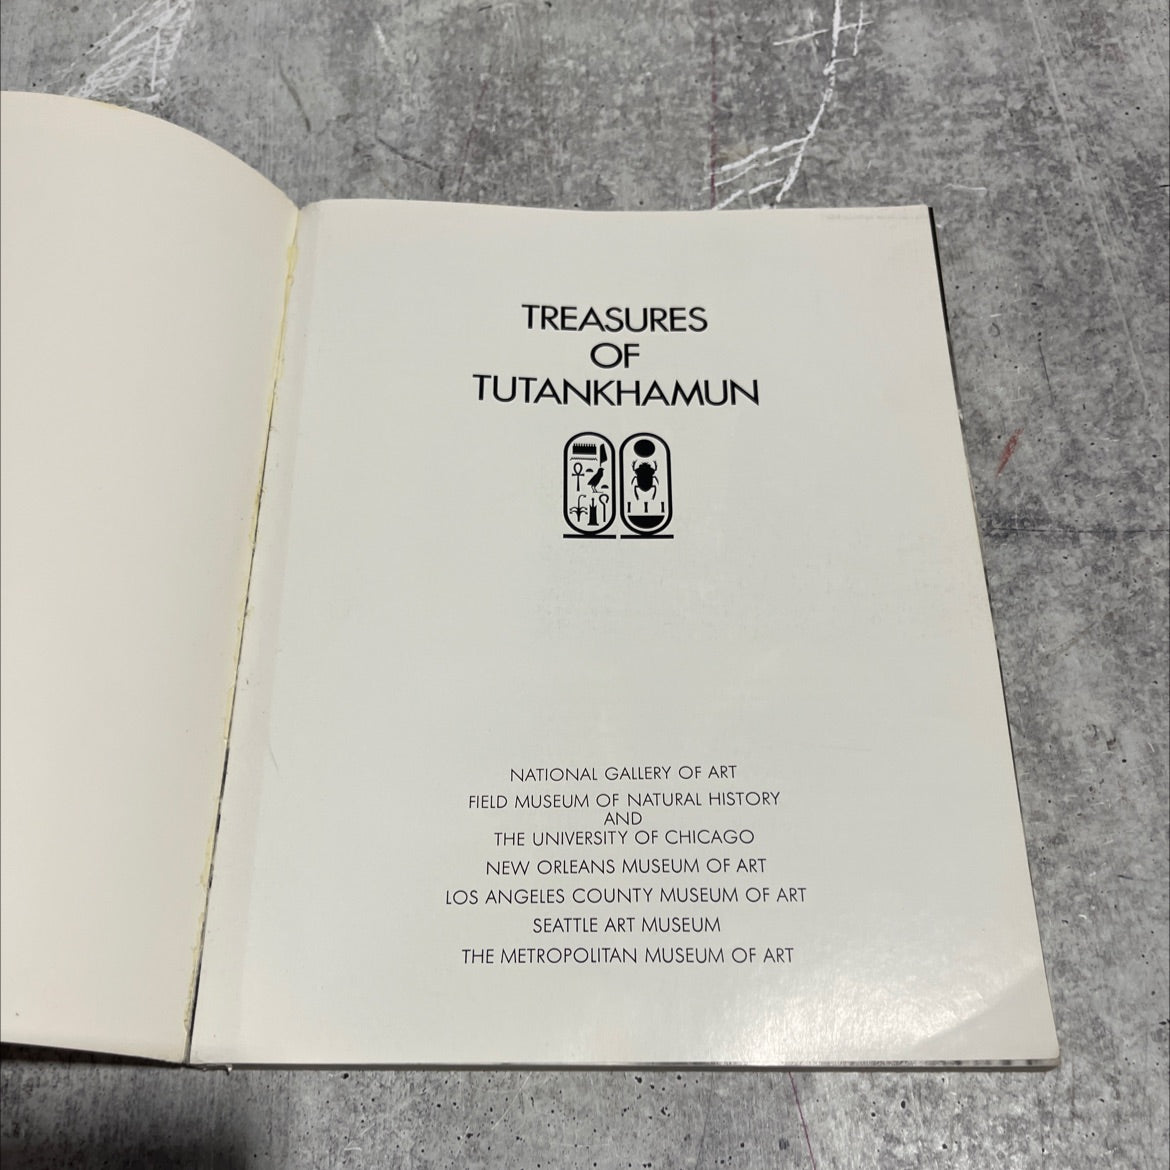 TREASURES
OF
TUTANKHAMUN
NATIONAL GALLERY OF ART
FIELD MUSEUM OF NATURAL HISTORY
AND
THE UNIVERSITY OF CHICAGO
NEW ORLEANS MUSEUM OF ART
LOS ANGELES COUNTY MUSEUM OF ART
SEATTLE ART MUSEUM
THE METROPOLITAN MUSEUM OF ART